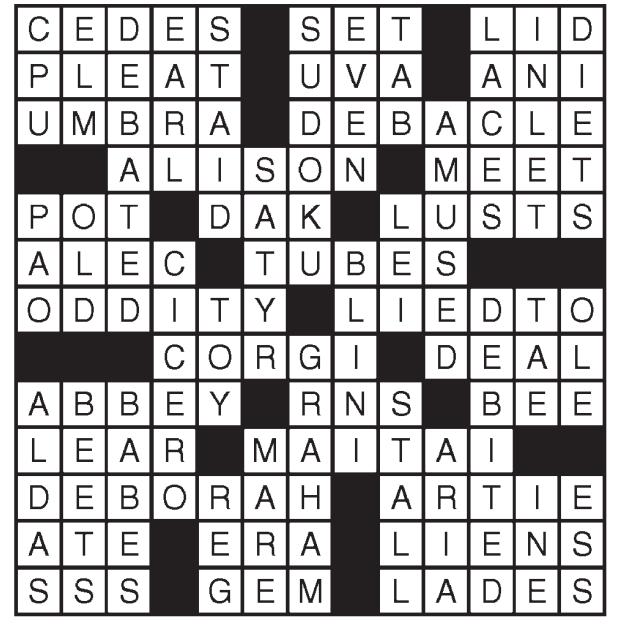 CEDES SET LID
PLEAT UVA ANI
UMBRA DEBACLE
ALISON MEET
POT DAK LUSTS
ALEC TUBES
ODDITY LIEDTO
CORGI DEAL
ABBEY RNS BEE
LEAR MAITAI
DEBORAH ARTIE
ATE ERA LIENS
SSS GEM LADES